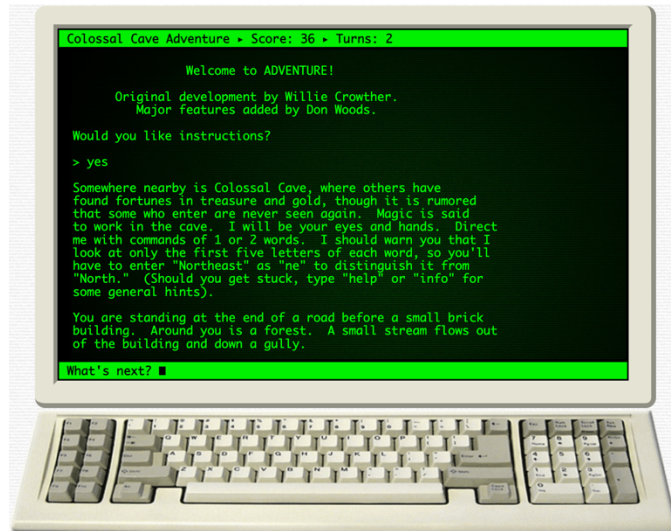 Colossal Cave Adventure ▸ Score: 36 ▸ Turns: 2
Welcome to ADVENTURE!
Original development by Willie Crowther.
Major features added by Don Woods.
Would you like instructions?
> yes
Somewhere nearby is Colossal Cave, where others have
found fortunes in treasure and gold, though it is rumored
that some who enter are never seen again.  Magic is said
to work in the cave.  I will be your eyes and hands.  Direct
me with commands of 1 or 2 words.  I should warn you that I
look at only the first five letters of each word, so you'll
have to enter "Northeast" as "ne" to distinguish it from
"North."  (Should you get stuck, type "help" or "info" for
some general hints).
You are standing at the end of a road before a small brick
building.  Around you is a forest.  A small stream flows out
of the building and down a gully.
What's next?